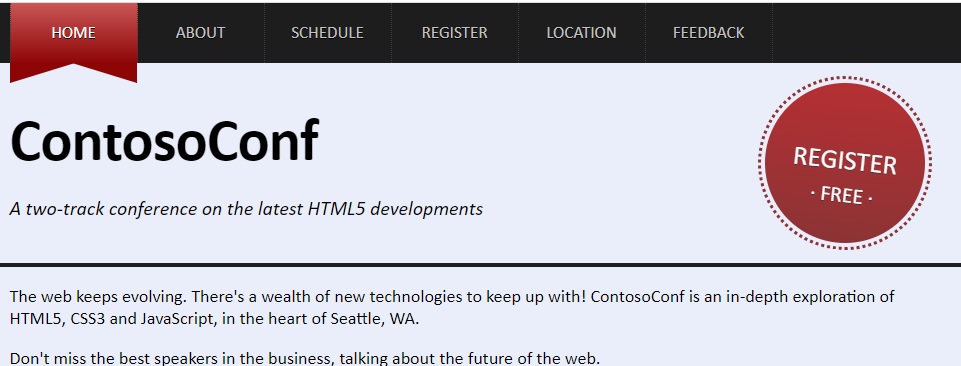 HOME ABOUT SCHEDULE REGISTER LOCATION FEEDBACK
ContosoConf
A two-track conference on the latest HTML5 developments
REGISTER
· FREE ·
The web keeps evolving. There's a wealth of new technologies to keep up with! ContosoConf is an in-depth exploration of
HTML5, CSS3 and JavaScript, in the heart of Seattle, WA.
Don't miss the best speakers in the business, talking about the future of the web.